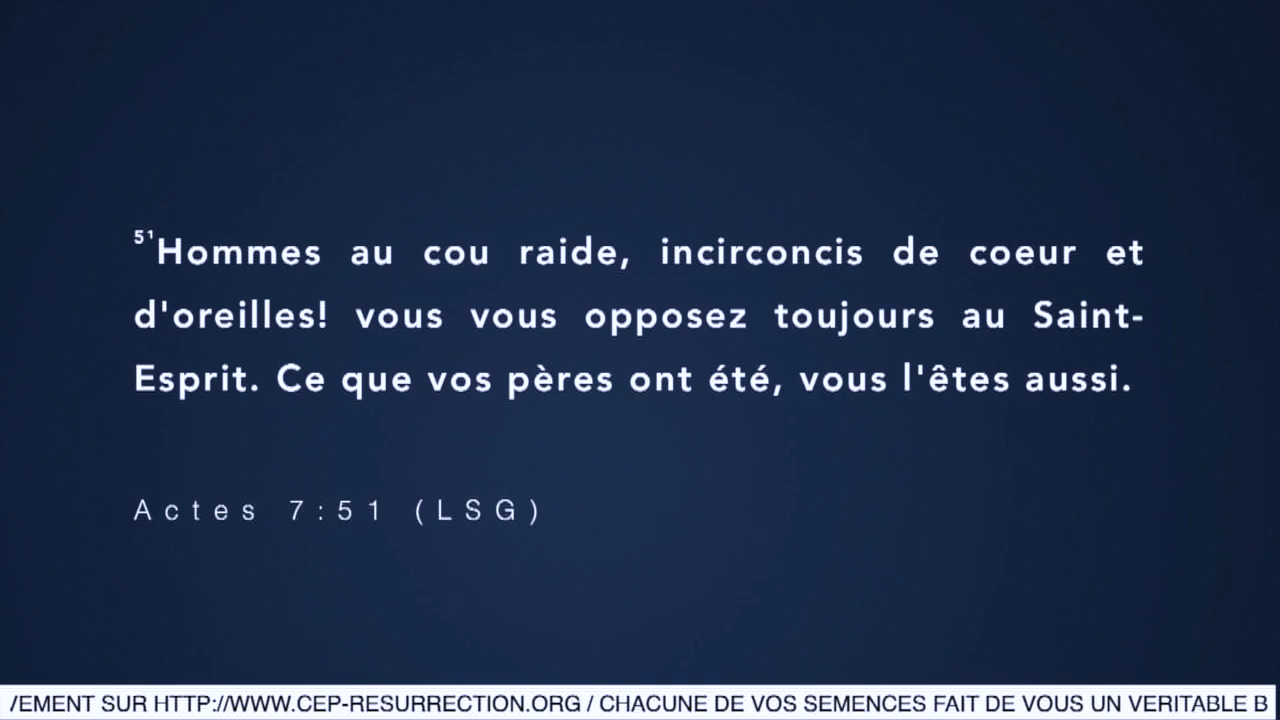 ⁵¹Hommes au cou raide, incirconcis de coeur et
d'oreilles! vous vous opposez toujours au Saint-
Esprit. Ce que vos pères ont été, vous l'êtes aussi.
Actes 7:51 (LSG)
/EMENT SUR HTTP://WWW.CEP-RESURRECTION.ORG / CHACUNE DE VOS SEMENCES FAIT DE VOUS UN VERITABLE B